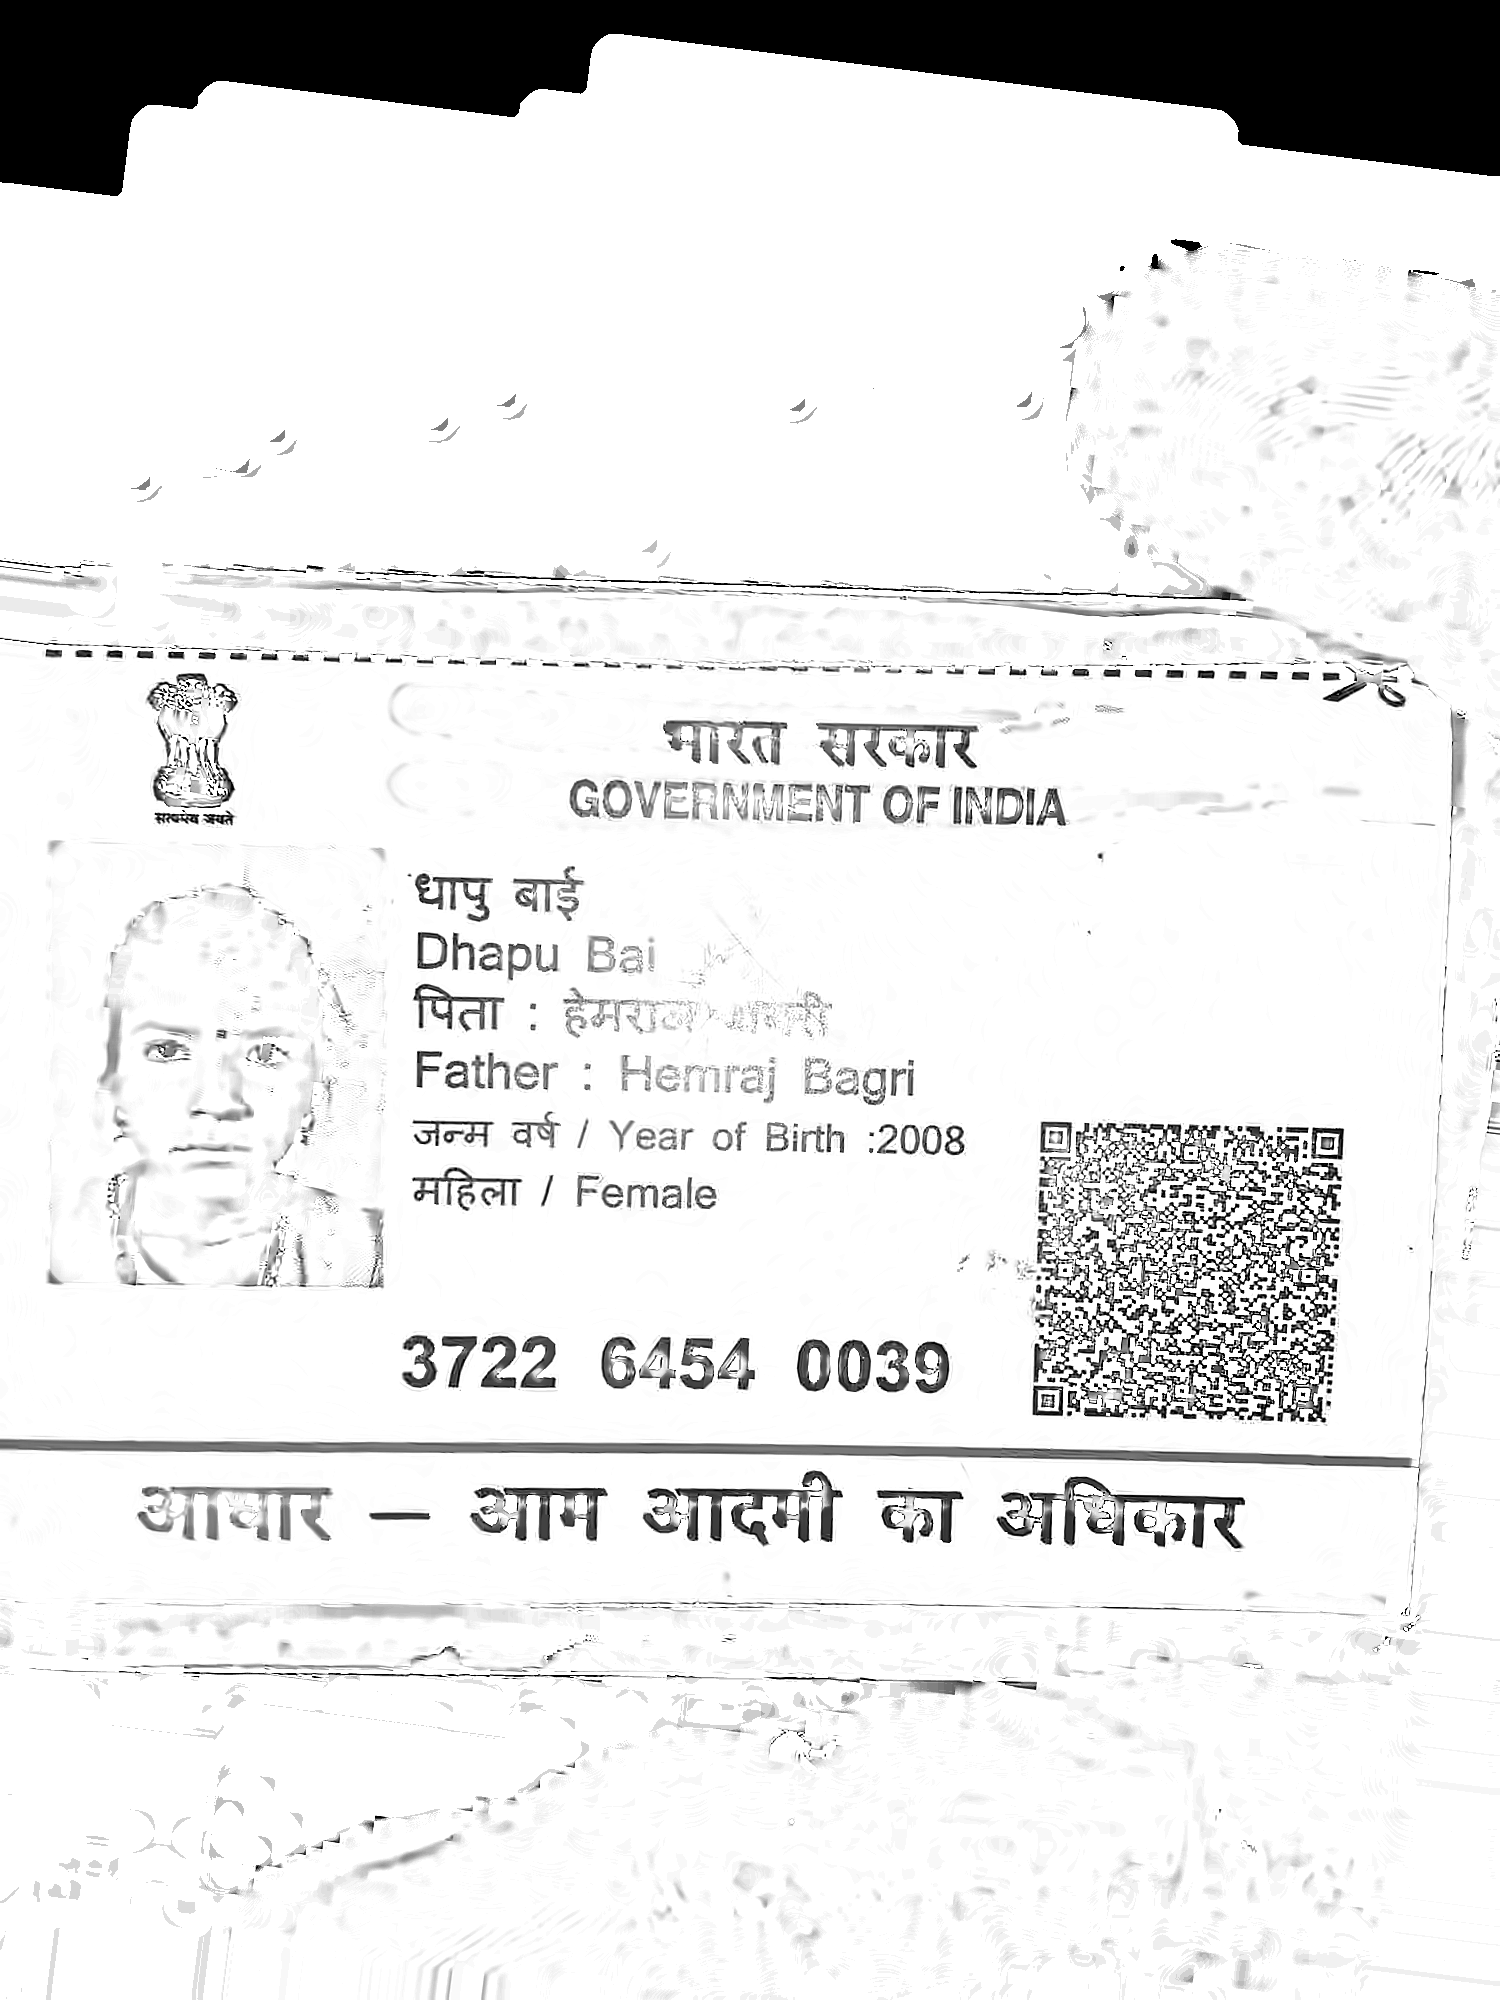 भारत सरकार
GOVERNMENT OF INDIA
सत्यमेव जयते
धापु बाई
Dhapu Bai
पिता : हेमराज
Father : Hemraj Bagri
जन्म वर्ष / Year of Birth :2008
महिला / Female
3722 6454 0039
आधार — आम आदमी का अधिकार